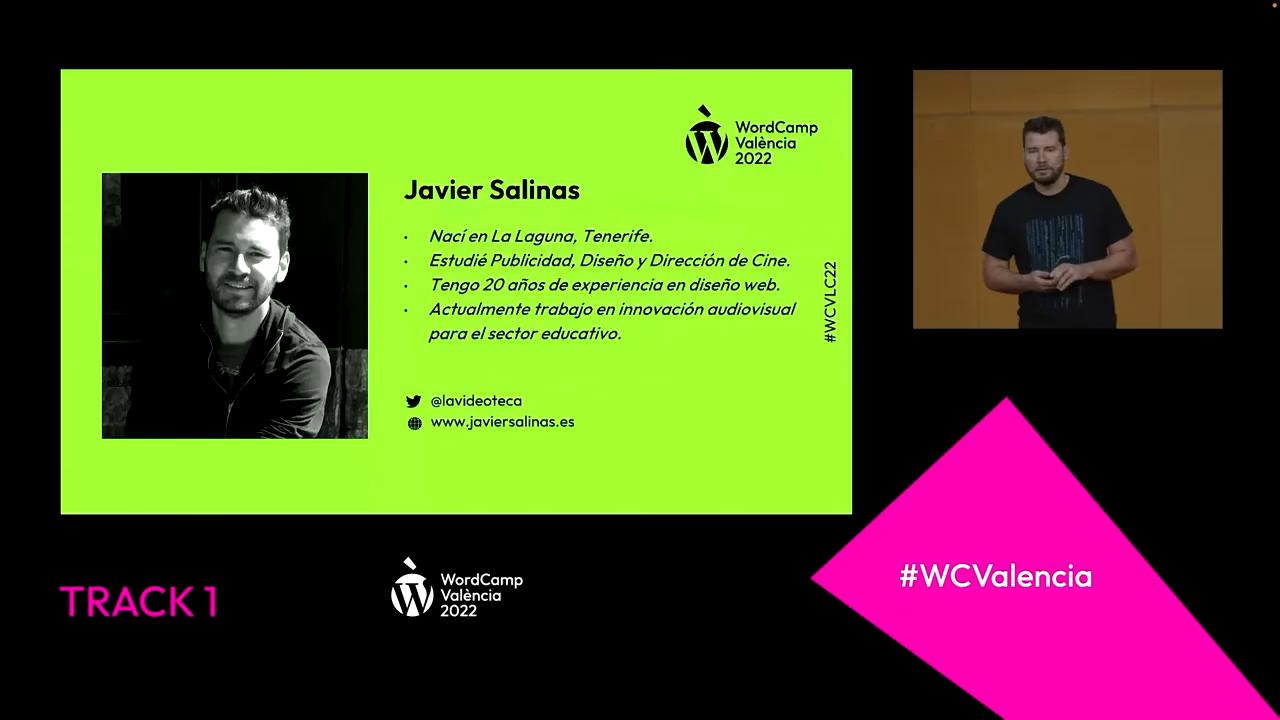 WordCamp
València
2022
Javier Salinas
• Nací en La Laguna, Tenerife.
• Estudié Publicidad, Diseño y Dirección de Cine.
• Tengo 20 años de experiencia en diseño web.
• Actualmente trabajo en innovación audiovisual
para el sector educativo.
#WCVLC22
@lavideoteca
www.javiersalinas.es
TRACK 1
WordCamp
València
2022
#WCValencia